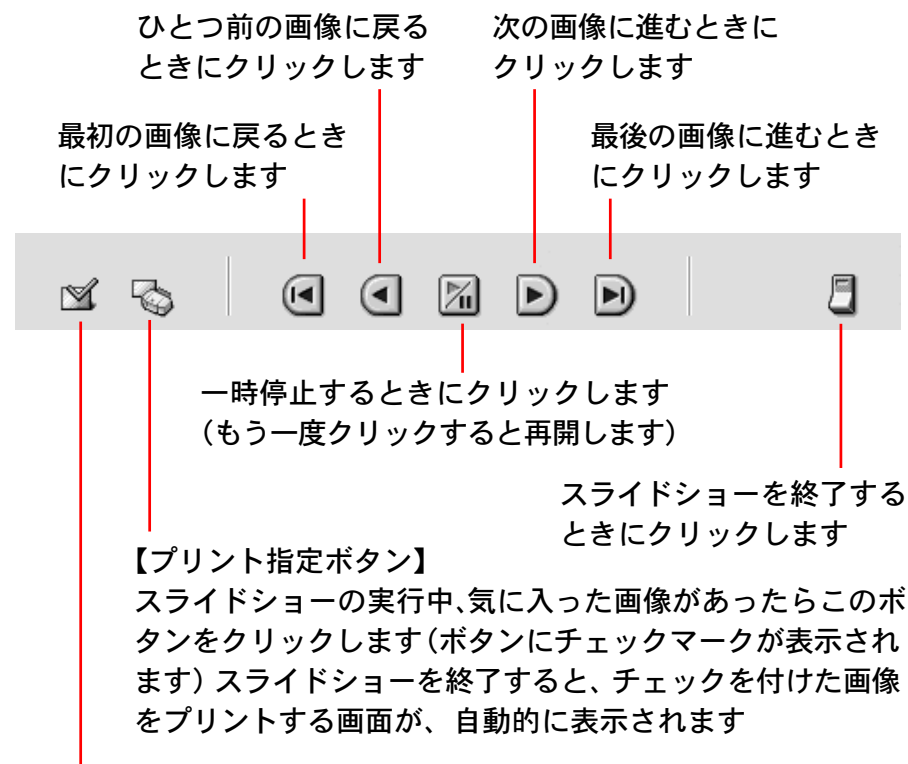 ひとつ前の画像に戻る
ときにクリックします
次の画像に進むときに
クリックします
最初の画像に戻るとき
にクリックします
最後の画像に進むとき
にクリックします
一時停止するときにクリックします
（もう一度クリックすると再開します）
スライドショーを終了する
ときにクリックします
【プリント指定ボタン】
スライドショーの実行中、気に入った画像があったらこのボ
タンをクリックします（ボタンにチェックマークが表示され
ます）スライドショーを終了すると、チェックを付けた画像
をプリントする画面が、自動的に表示されます